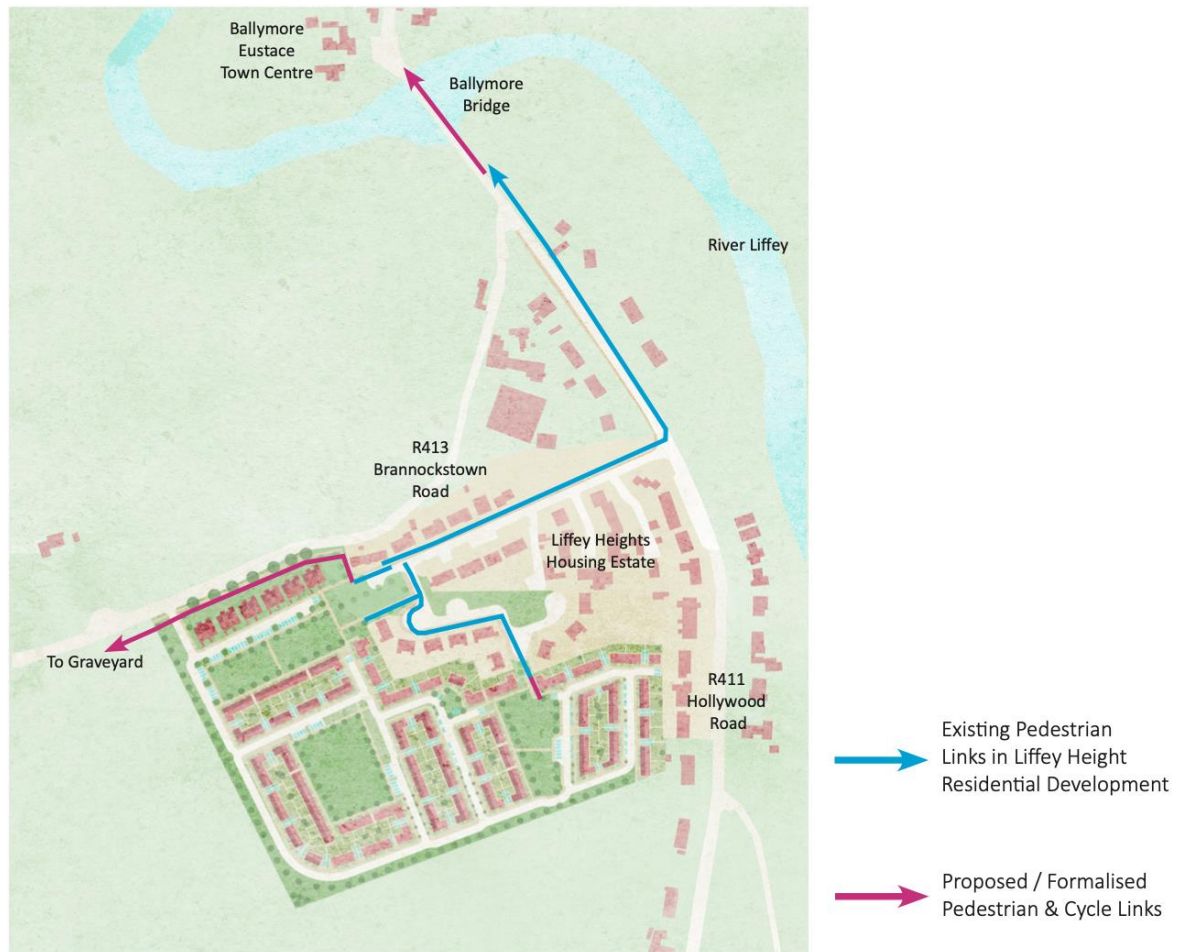 Ballymore
Eustace
Town Centre
Ballymore
Bridge
River Liffey
R413
Brannockstown
Road
Liffey Heights
Housing Estate
To Graveyard
R411
Hollywood
Road
Existing Pedestrian
Links in Liffey Height
Residential Development
Proposed / Formalised
Pedestrian & Cycle Links